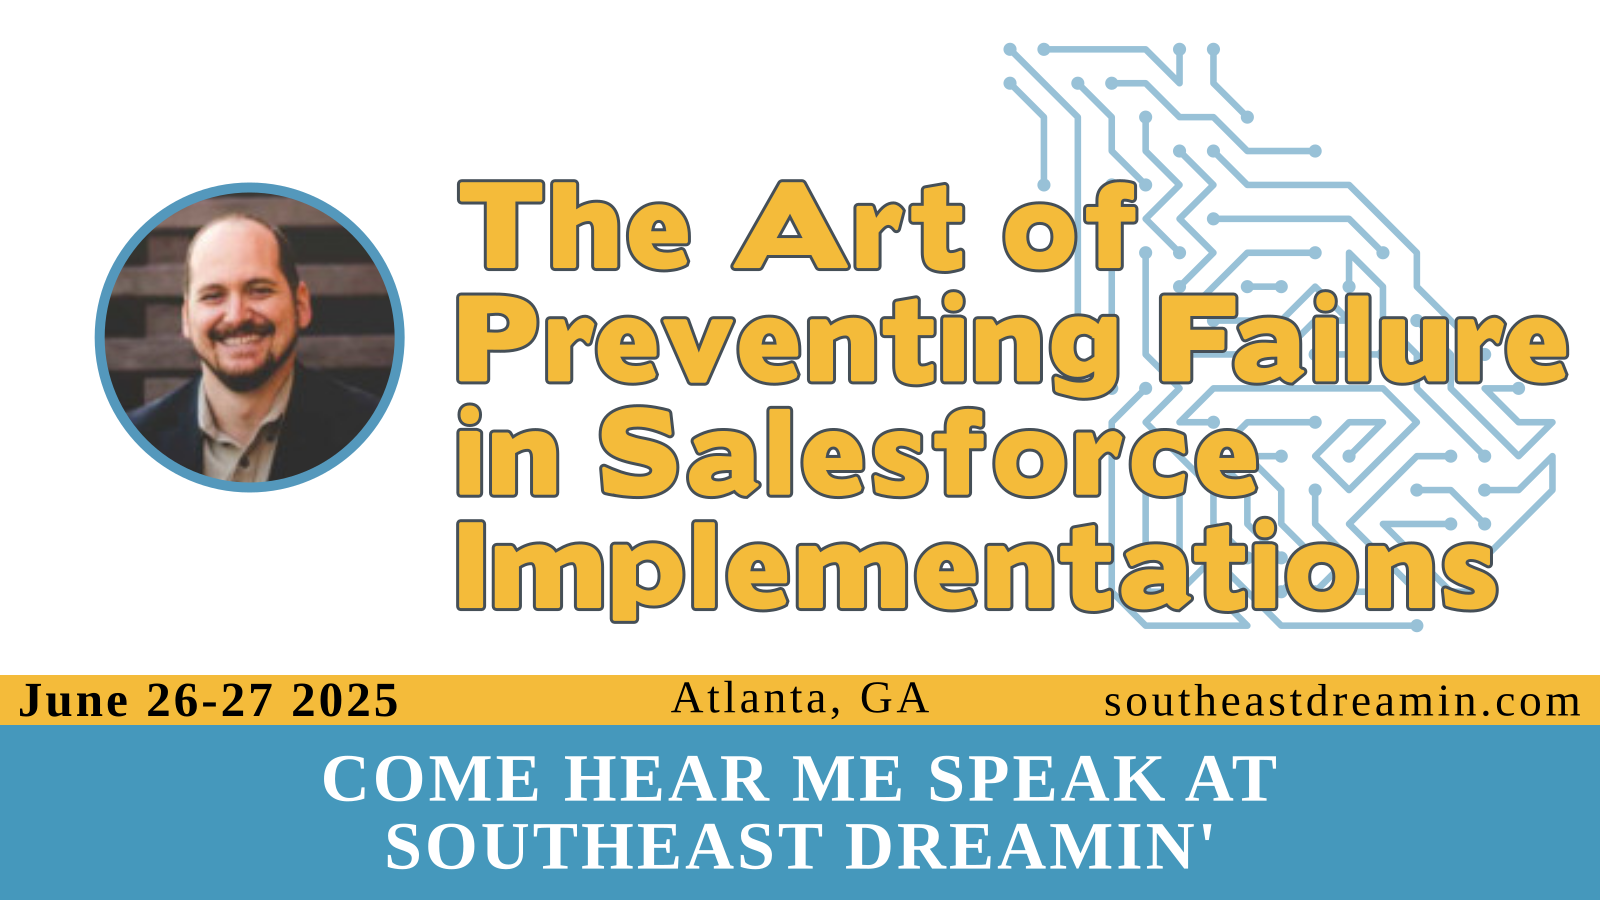 The Art of
Preventing Failure
in Salesforce
Implementations
June 26-27 2025
Atlanta, GA
southeastdreamin.com
COME HEAR ME SPEAK AT
SOUTHEAST DREAMIN'